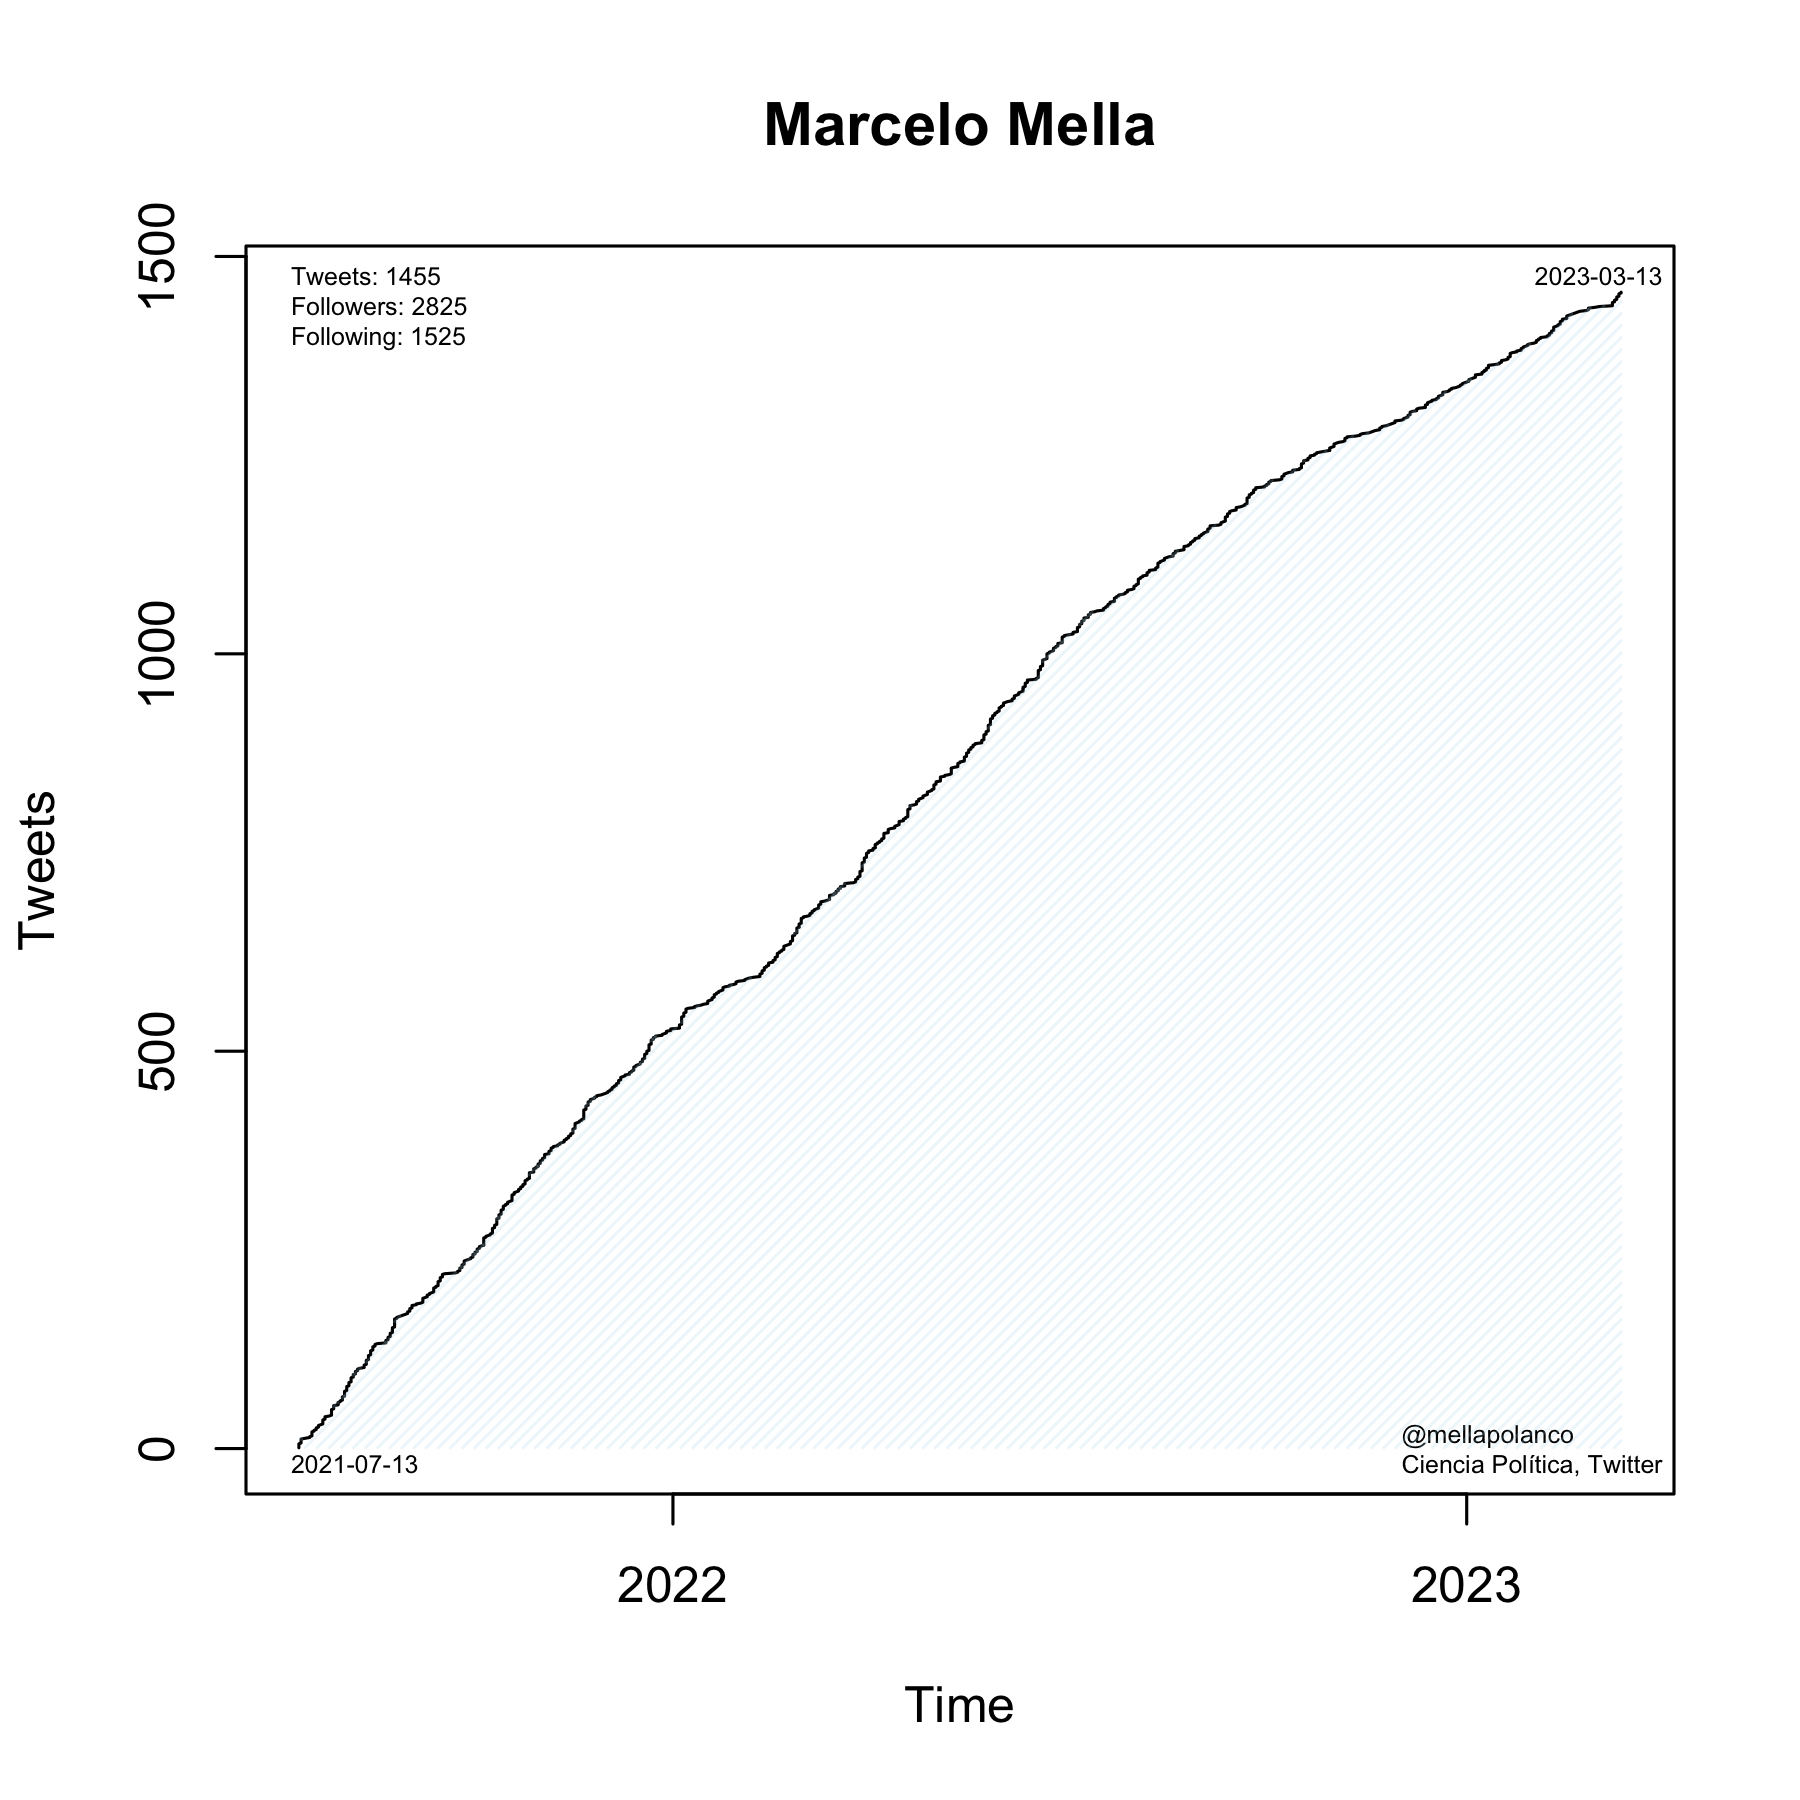 Marcelo Mella
Tweets: 1455
Followers: 2825
Following: 1525
2023-03-13
1500
1000
500
0
Tweets
2021-07-13
@mellapolanco
Ciencia Política, Twitter
2022
2023
Time